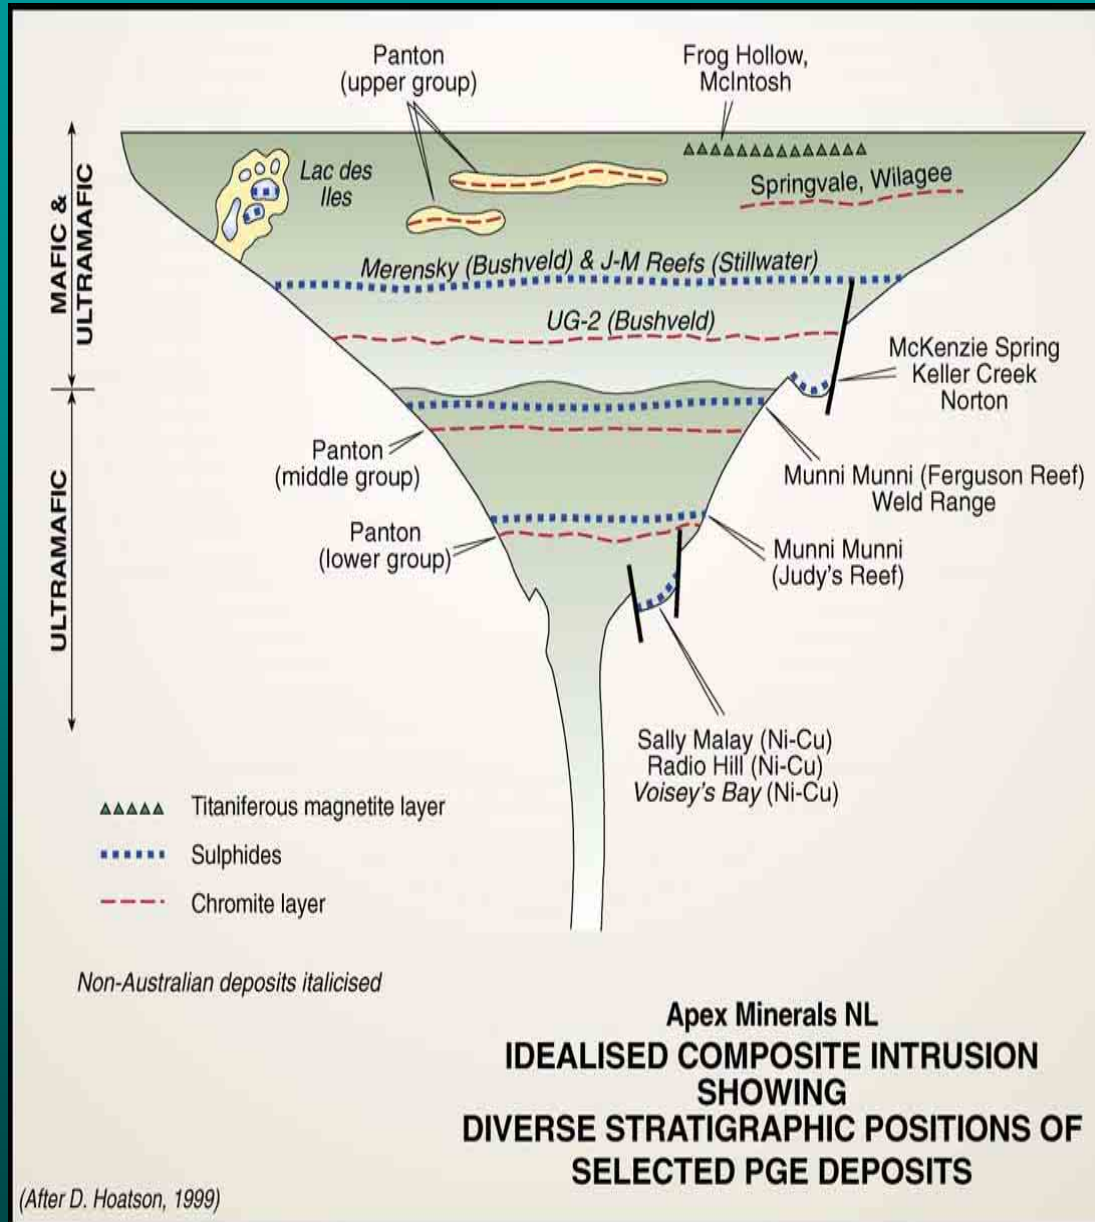 Panton
(upper group)
Frog Hollow,
McIntosh
Lac des
Iles
Springvale, Wilagee
Merensky (Bushveld) & J-M Reefs (Stillwater)
UG-2 (Bushveld)
MAFIC &
ULTRAMAFIC
McKenzie Spring
Keller Creek
Norton
Panton
(middle group)
Munni Munni (Ferguson Reef)
Weld Range
ULTRAMAFIC
Panton
(lower group)
Munni Munni
(Judy's Reef)
Sally Malay (Ni-Cu)
Radio Hill (Ni-Cu)
Voisey's Bay (Ni-Cu)
Titaniferous magnetite layer
Sulphides
Chromite layer
Non-Australian deposits italicised
Apex Minerals NL
IDEALISED COMPOSITE INTRUSION
SHOWING
DIVERSE STRATIGRAPHIC POSITIONS OF
SELECTED PGE DEPOSITS
(After D. Hoatson, 1999)